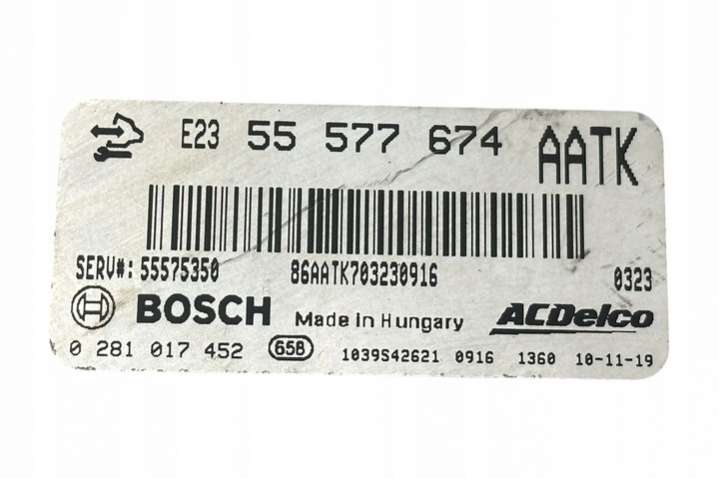 E23 55 577 674 AATK
SERV#: 55575350 86AATK703230916 0323
BOSCH Made in Hungary ACDelco
0 281 017 452 658 1039S42621 0916 1360 10-11-19